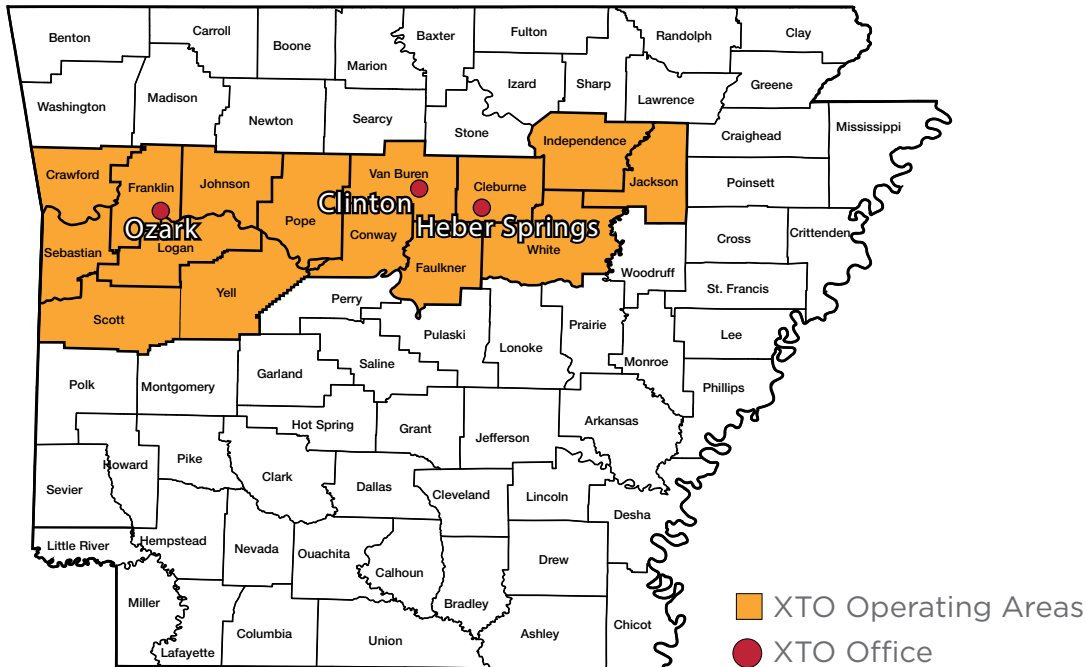 Benton
Carroll
Boone
Baxter
Fulton
Randolph
Clay
Marion
Izard
Sharp
Greene
Washington
Madison
Newton
Searcy
Stone
Lawrence
Craighead
Mississippi
Independence
Crawford
Franklin
Johnson
Van Buren
Cleburne
Jackson
Poinsett
Pope
Clinton
Ozark
Heber Springs
Logan
Conway
White
Cross
Crittenden
Sebastian
Faulkner
Woodruff
Yell
St. Francis
Scott
Perry
Pulaski
Lonoke
Prairie
Lee
Saline
Monroe
Garland
Polk
Montgomery
Phillips
Hot Spring
Grant
Jefferson
Arkansas
Howard
Pike
Clark
Sevier
Dallas
Cleveland
Lincoln
Desha
Little River
Hempstead
Nevada
Ouachita
Calhoun
Drew
Miller
Bradley
Columbia
Union
Ashley
Chicot
Lafayette
XTO Operating Areas
XTO Office